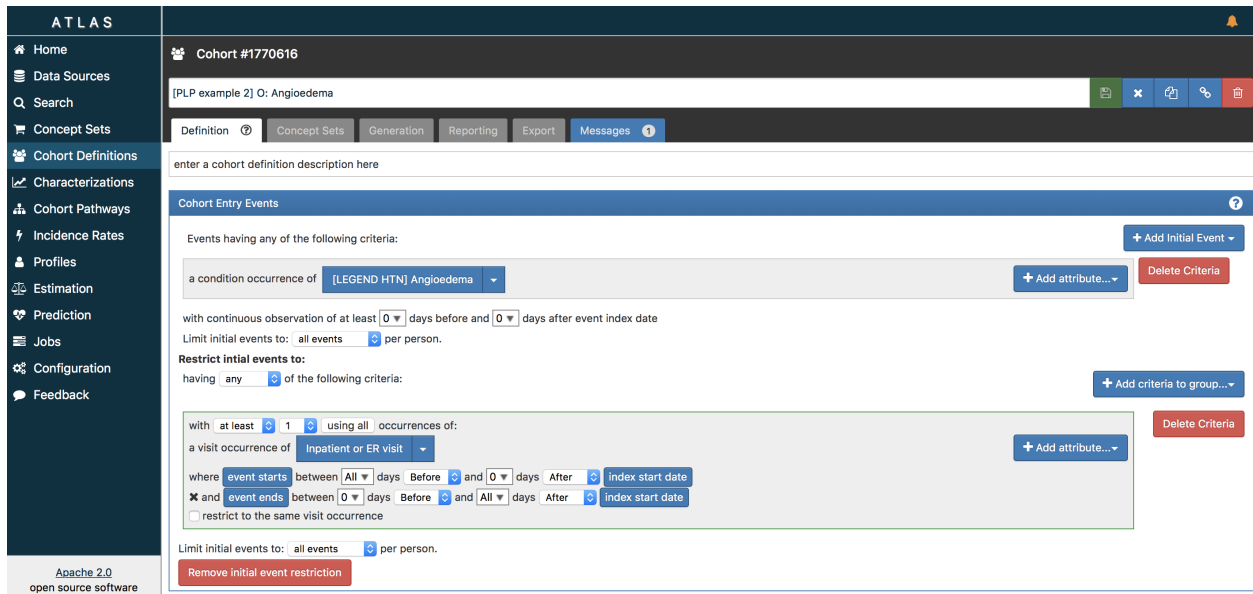 ATLAS
Home
Data Sources
Search
Concept Sets
Cohort Definitions
Characterizations
Cohort Pathways
Incidence Rates
Profiles
Estimation
Prediction
Jobs
Configuration
Feedback
Apache 2.0
open source software
Cohort #1770616
[PLP example 2] O: Angioedema
Definition ? Concept Sets Generation Reporting Export Messages 1
enter a cohort definition description here
Cohort Entry Events ?
Events having any of the following criteria: + Add Initial Event
a condition occurrence of [LEGEND HTN] Angioedema + Add attribute... Delete Criteria
with continuous observation of at least 0 days before and 0 days after event index date
Limit initial events to: all events per person.
Restrict intial events to:
having any of the following criteria: + Add criteria to group...
with at least 1 using all occurrences of: Delete Criteria
a visit occurrence of Inpatient or ER visit + Add attribute...
where event starts between All days Before and 0 days After index start date
and event ends between 0 days Before and All days After index start date
restrict to the same visit occurrence
Limit initial events to: all events per person.
Remove initial event restriction